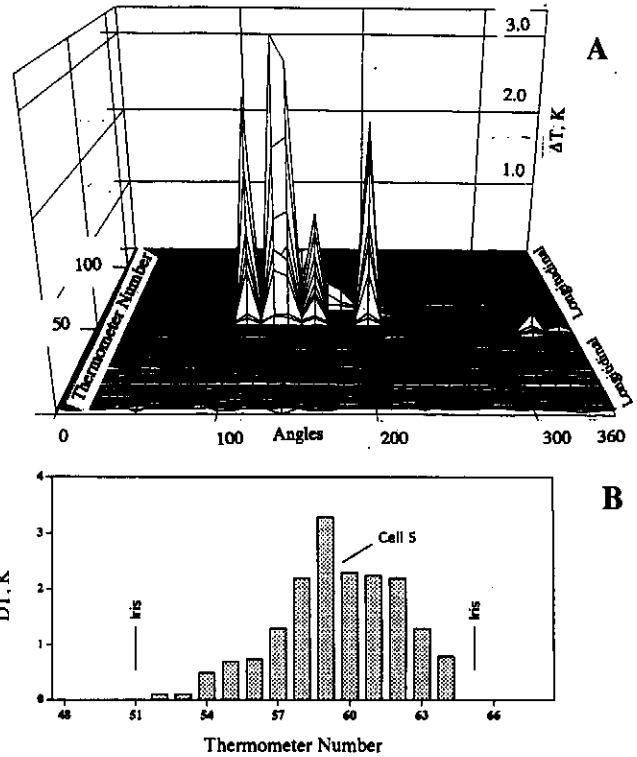 3.0
A
2.0
ΔT, K
1.0
100
Thermometer Number
50
Longitudinal
Longitudinal
0
100
Angles
200
300
360
B
4
3
2
1
0
DT, K
Iris
Cell 5
Iris
48
51
54
57
60
63
66
Thermometer Number